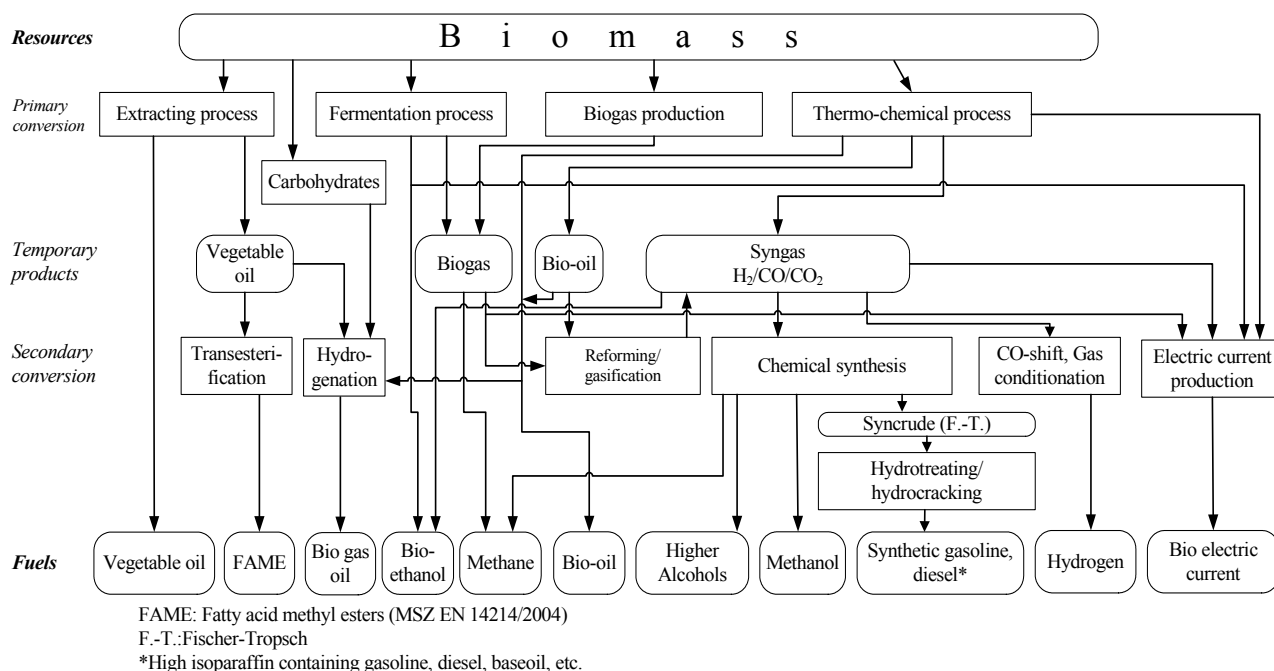 Resources
B i o m a s s
Primary
conversion
Extracting process
Fermentation process
Biogas production
Thermo-chemical process
Carbohydrates
Temporary
products
Vegetable
oil
Biogas
Bio-oil
Syngas
H₂/CO/CO₂
Secondary
conversion
Transesteri-
fication
Hydro-
genation
Reforming/
gasification
Chemical synthesis
CO-shift, Gas
conditionation
Electric current
production
Syncrude (F.-T.)
Hydrotreating/
hydrocracking
Fuels
Vegetable oil
FAME
Bio gas
oil
Bio-
ethanol
Methane
Bio-oil
Higher
Alcohols
Methanol
Synthetic gasoline,
diesel*
Hydrogen
Bio electric
current
FAME: Fatty acid methyl esters (MSZ EN 14214/2004)
F.-T.:Fischer-Tropsch
*High isoparaffin containing gasoline, diesel, baseoil, etc.